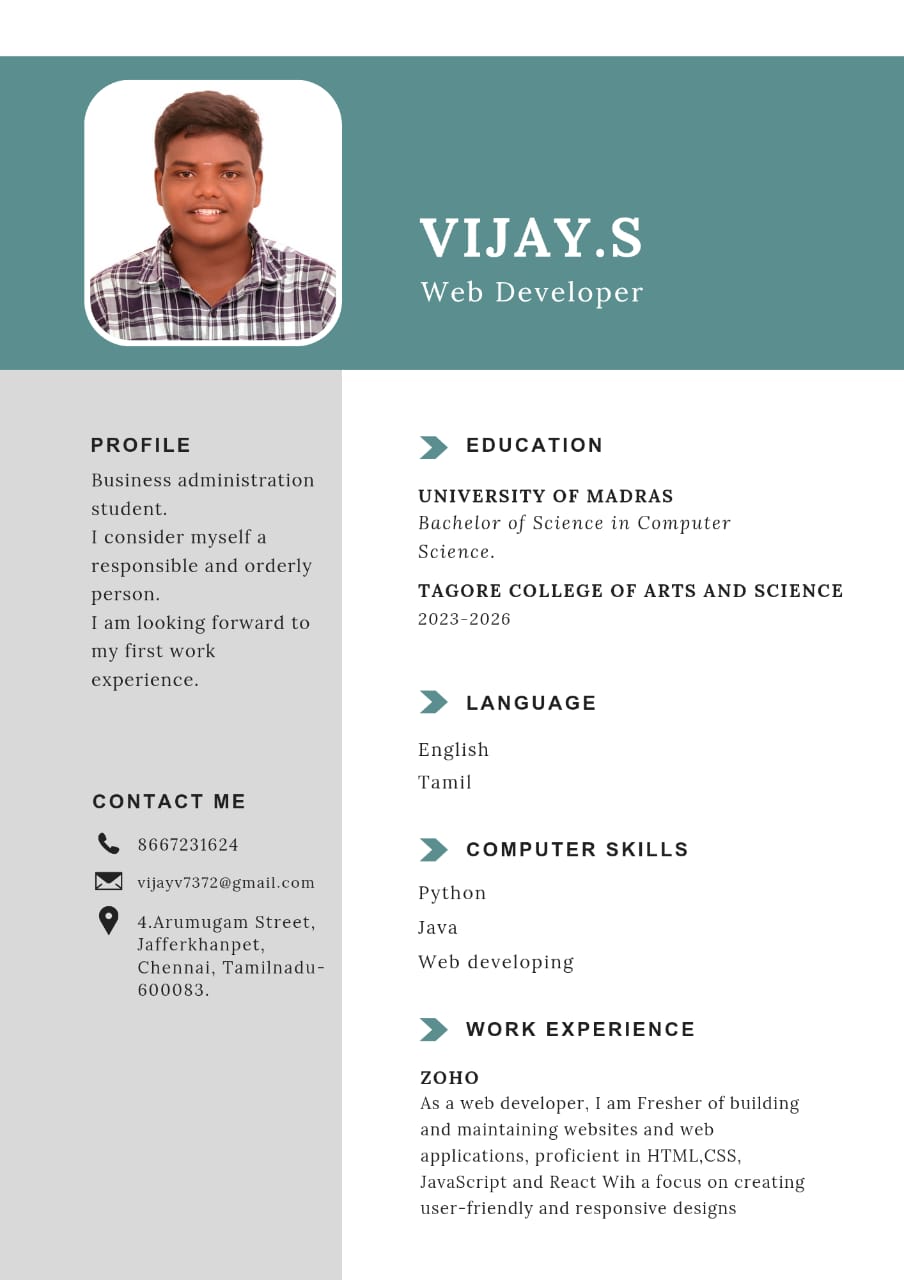 VIJAY.S
Web Developer
PROFILE
Business administration
student.
I consider myself a
responsible and orderly
person.
I am looking forward to
my first work
experience.
CONTACT ME
8667231624
vijayv7372@gmail.com
4.Arumugam Street,
Jafferkhanpet,
Chennai, Tamilnadu-
600083.
EDUCATION
UNIVERSITY OF MADRAS
Bachelor of Science in Computer
Science.
TAGORE COLLEGE OF ARTS AND SCIENCE
2023-2026
LANGUAGE
English
Tamil
COMPUTER SKILLS
Python
Java
Web developing
WORK EXPERIENCE
ZOHO
As a web developer, I am Fresher of building
and maintaining websites and web
applications, proficient in HTML,CSS,
JavaScript and React Wih a focus on creating
user-friendly and responsive designs